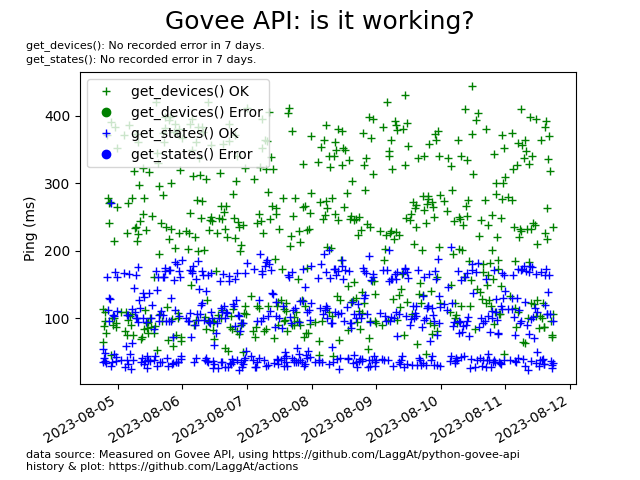 Govee API: is it working?
get_devices(): No recorded error in 7 days.
get_states(): No recorded error in 7 days.
get_devices() OK
get_devices() Error
get_states() OK
get_states() Error
Ping (ms)
400
300
200
100
2023-08-05
2023-08-06
2023-08-07
2023-08-08
2023-08-09
2023-08-10
2023-08-11
2023-08-12
data source: Measured on Govee API, using https://github.com/LaggAt/python-govee-api
history & plot: https://github.com/LaggAt/actions